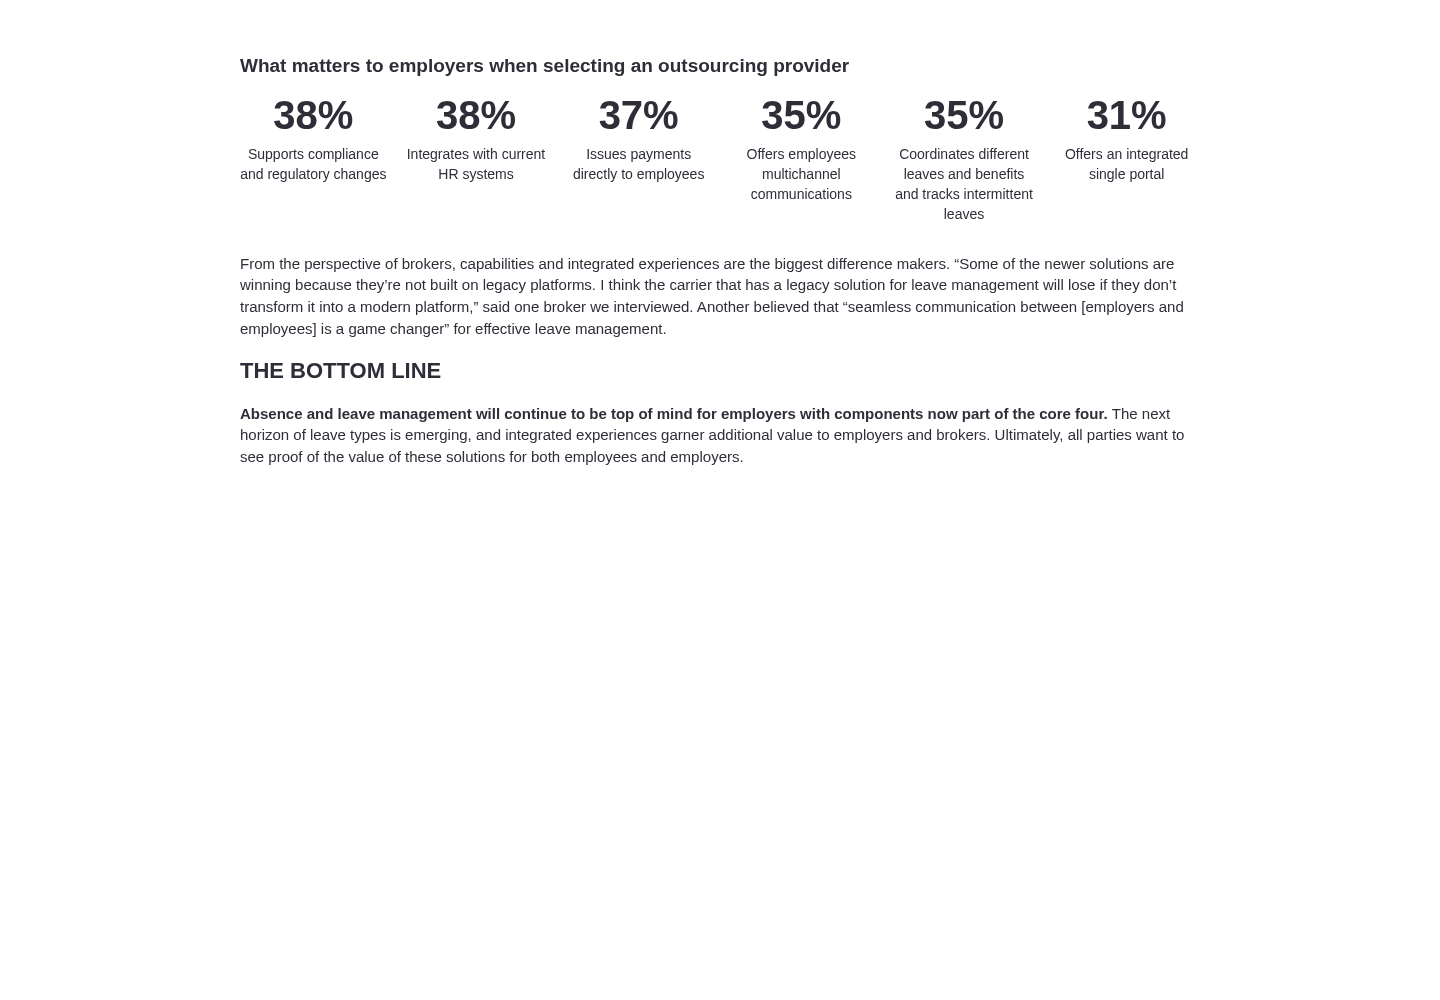 What matters to employers when selecting an outsourcing provider
38%
Supports compliance
and regulatory changes
38%
Integrates with current
HR systems
37%
Issues payments
directly to employees
35%
Offers employees
multichannel
communications
35%
Coordinates different
leaves and benefits
and tracks intermittent
leaves
31%
Offers an integrated
single portal
From the perspective of brokers, capabilities and integrated experiences are the biggest difference makers. “Some of the newer solutions are
winning because they’re not built on legacy platforms. I think the carrier that has a legacy solution for leave management will lose if they don’t
transform it into a modern platform,” said one broker we interviewed. Another believed that “seamless communication between [employers and
employees] is a game changer” for effective leave management.
THE BOTTOM LINE
Absence and leave management will continue to be top of mind for employers with components now part of the core four. The next
horizon of leave types is emerging, and integrated experiences garner additional value to employers and brokers. Ultimately, all parties want to
see proof of the value of these solutions for both employees and employers.